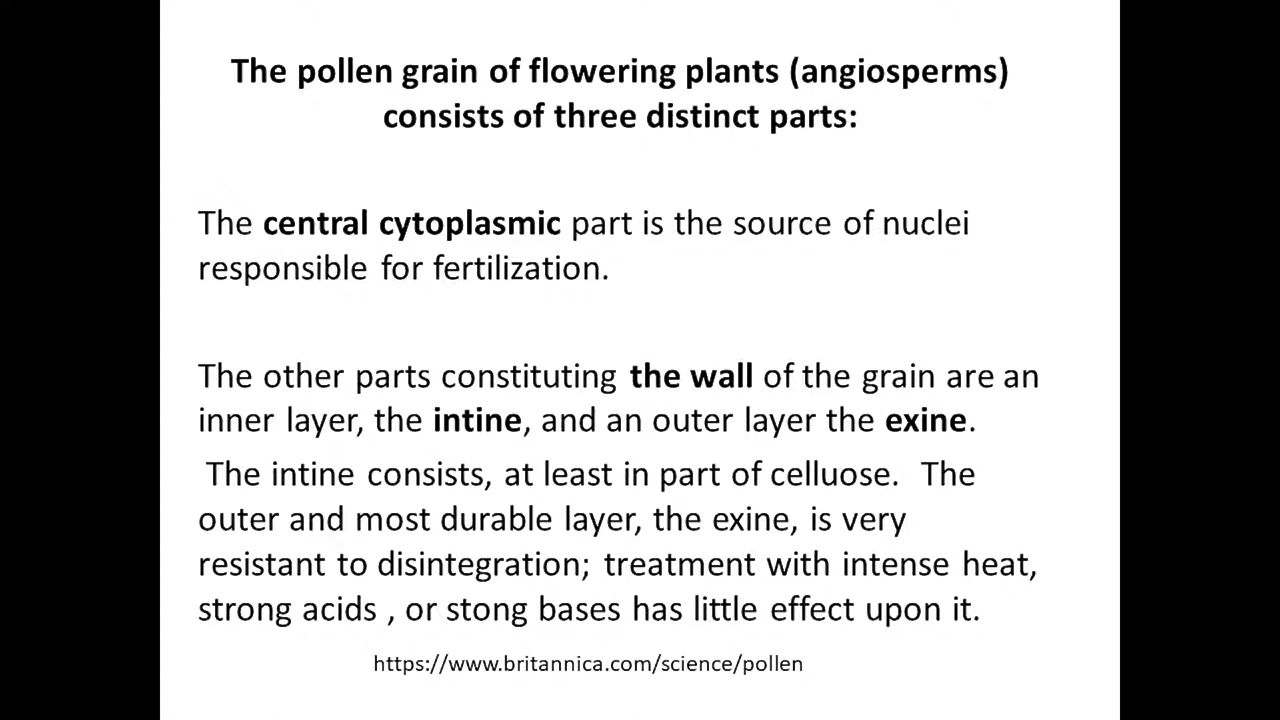 The pollen grain of flowering plants (angiosperms)
consists of three distinct parts:
The central cytoplasmic part is the source of nuclei
responsible for fertilization.
The other parts constituting the wall of the grain are an
inner layer, the intine, and an outer layer the exine.
The intine consists, at least in part of celluose. The
outer and most durable layer, the exine, is very
resistant to disintegration; treatment with intense heat,
strong acids , or stong bases has little effect upon it.
https://www.britannica.com/science/pollen